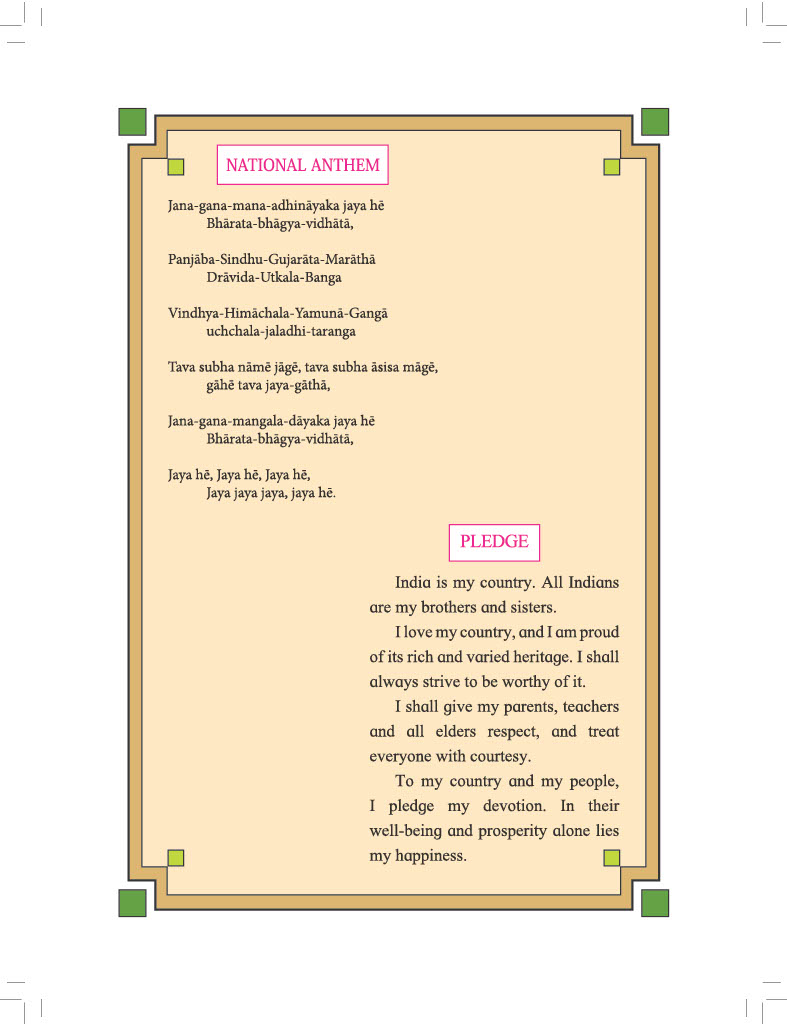 NATIONAL ANTHEM
Jana-gana-mana-adhināyaka jaya hē
Bhārata-bhāgya-vidhātā,
Panjāba-Sindhu-Gujarāta-Marāthā
Drāvida-Utkala-Banga
Vindhya-Himāchala-Yamunā-Gangā
uchchala-jaladhi-taranga
Tava subha nāmē jāgē, tava subha āsisa māgē,
gāhē tava jaya-gāthā,
Jana-gana-mangala-dāyaka jaya hē
Bhārata-bhāgya-vidhātā,
Jaya hē, Jaya hē, Jaya hē,
Jaya jaya jaya, jaya hē.
PLEDGE
India is my country. All Indians
are my brothers and sisters.
I love my country, and I am proud
of its rich and varied heritage. I shall
always strive to be worthy of it.
I shall give my parents, teachers
and all elders respect, and treat
everyone with courtesy.
To my country and my people,
I pledge my devotion. In their
well-being and prosperity alone lies
my happiness.